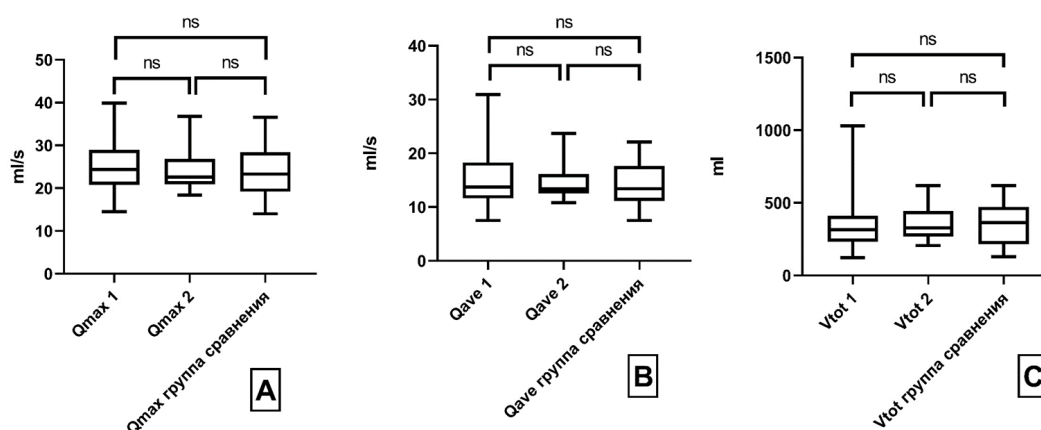 ns
ns
ns
50
40
30
20
10
0
ml/s
Qmax 1
Qmax 2
Qmax группа сравнения
A
ns
ns
ns
40
30
20
10
0
ml/s
Qave 1
Qave 2
Qave группа сравнения
B
ns
ns
ns
1500
1000
500
0
ml
Vtot 1
Vtot 2
Vtot группа сравнения
C